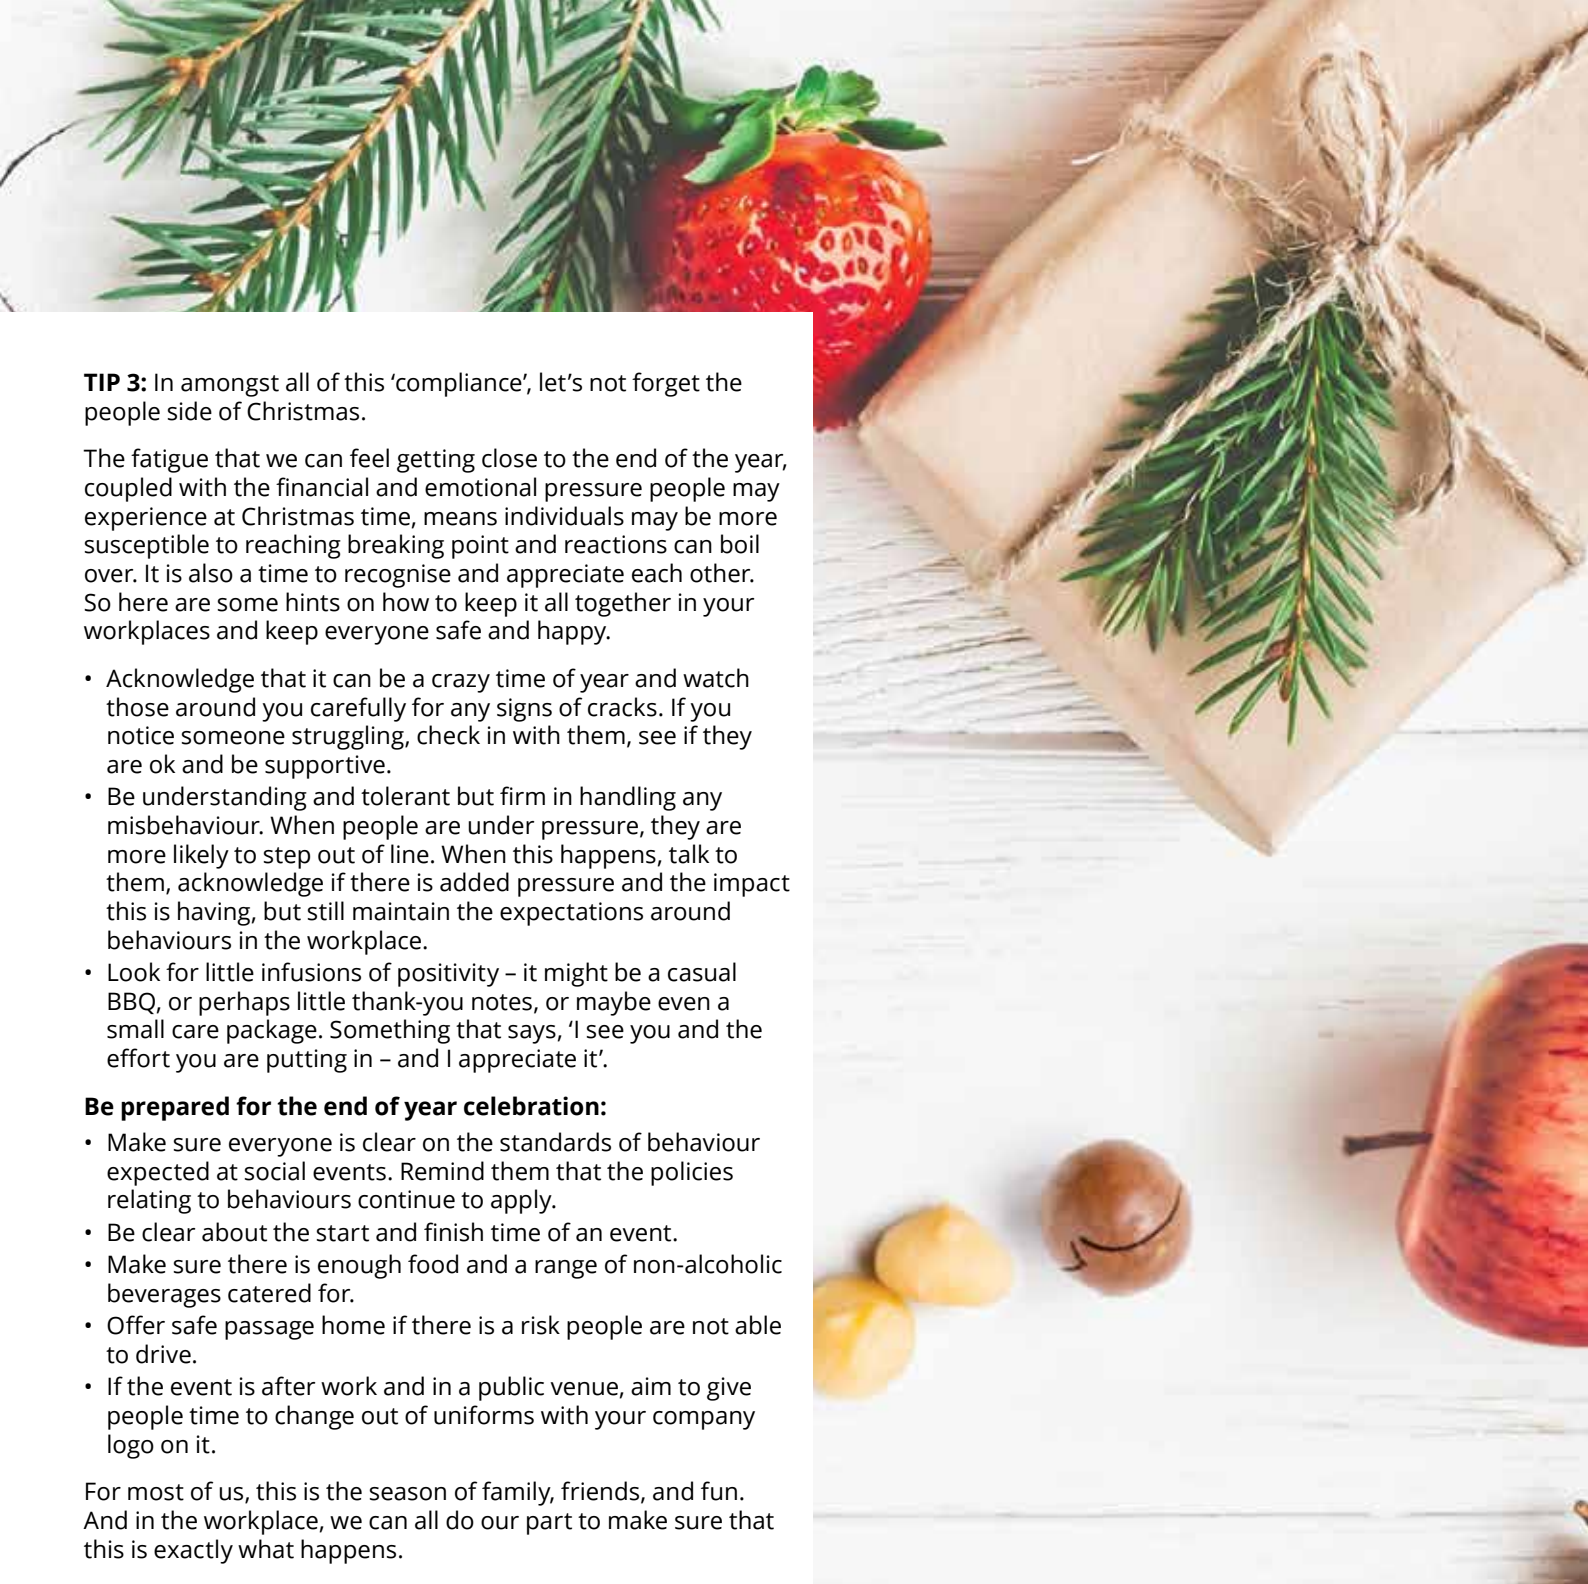 TIP 3: In amongst all of this ‘compliance’, let’s not forget the
people side of Christmas.
The fatigue that we can feel getting close to the end of the year,
coupled with the financial and emotional pressure people may
experience at Christmas time, means individuals may be more
susceptible to reaching breaking point and reactions can boil
over. It is also a time to recognise and appreciate each other.
So here are some hints on how to keep it all together in your
workplaces and keep everyone safe and happy.
• Acknowledge that it can be a crazy time of year and watch
those around you carefully for any signs of cracks. If you
notice someone struggling, check in with them, see if they
are ok and be supportive.
• Be understanding and tolerant but firm in handling any
misbehaviour. When people are under pressure, they are
more likely to step out of line. When this happens, talk to
them, acknowledge if there is added pressure and the impact
this is having, but still maintain the expectations around
behaviours in the workplace.
• Look for little infusions of positivity – it might be a casual
BBQ, or perhaps little thank-you notes, or maybe even a
small care package. Something that says, ‘I see you and the
effort you are putting in – and I appreciate it’.
Be prepared for the end of year celebration:
• Make sure everyone is clear on the standards of behaviour
expected at social events. Remind them that the policies
relating to behaviours continue to apply.
• Be clear about the start and finish time of an event.
• Make sure there is enough food and a range of non-alcoholic
beverages catered for.
• Offer safe passage home if there is a risk people are not able
to drive.
• If the event is after work and in a public venue, aim to give
people time to change out of uniforms with your company
logo on it.
For most of us, this is the season of family, friends, and fun.
And in the workplace, we can all do our part to make sure that
this is exactly what happens.